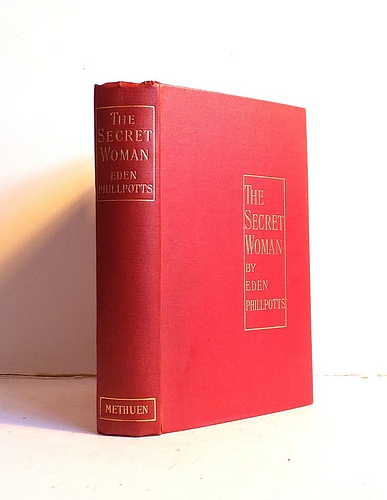 The
Secret
Woman
Eden
Phillpotts
Methuen
The
Secret
Woman
By
Eden
Phillpotts